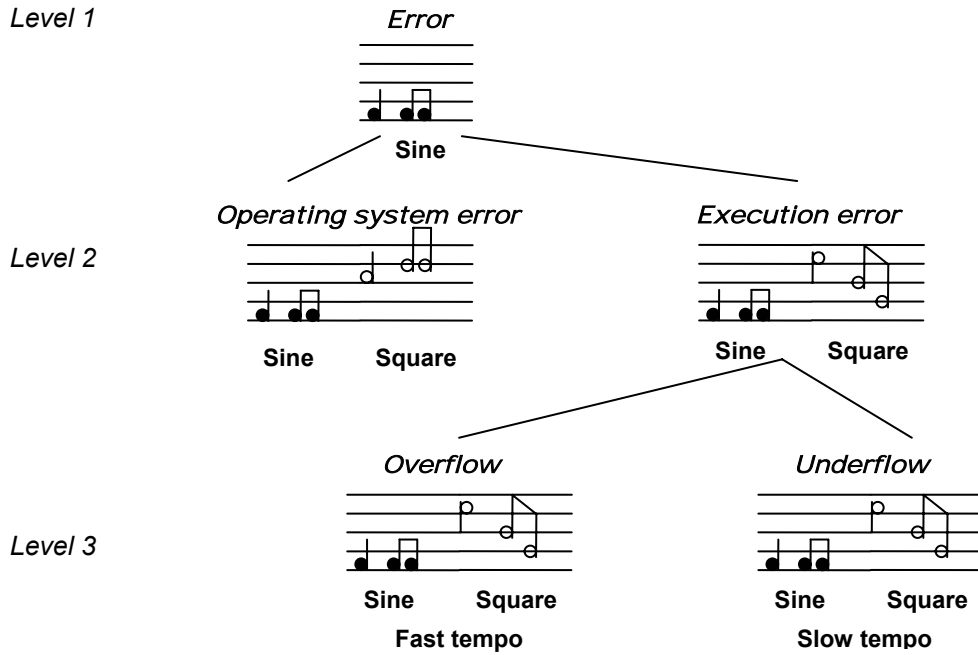 Level 1
Error
Sine
Operating system error
Execution error
Level 2
Sine Square
Sine Square
Overflow
Underflow
Level 3
Sine Square
Sine Square
Fast tempo
Slow tempo